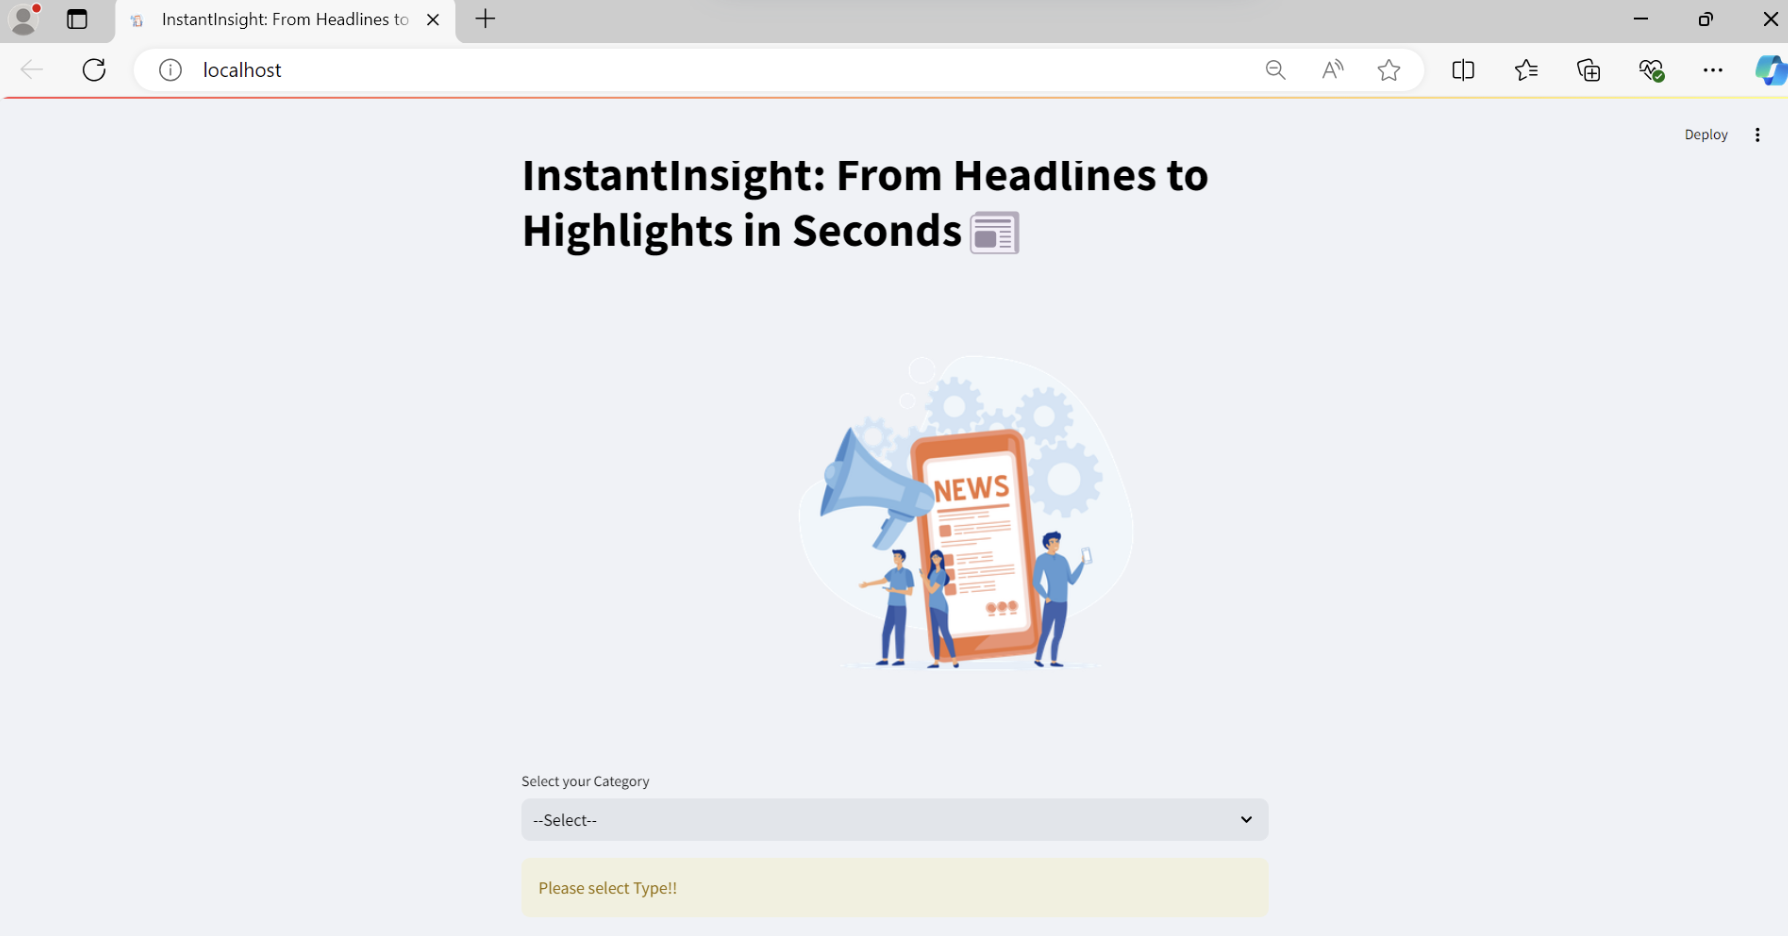 InstantInsight: From Headlines to
localhost
Deploy
InstantInsight: From Headlines to
Highlights in Seconds
NEWS
Select your Category
--Select--
Please select Type!!